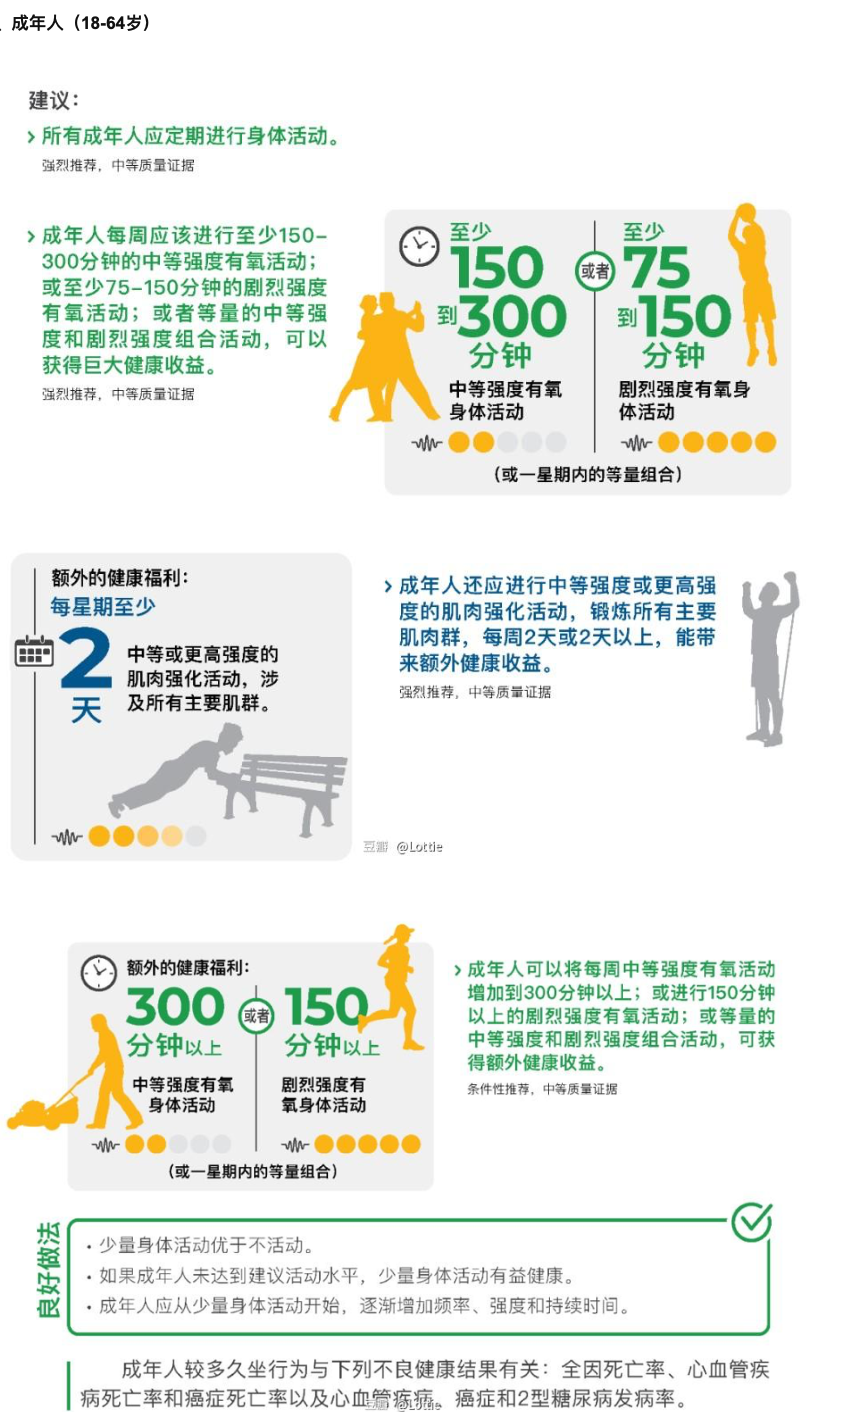 成年人（18-64岁）
建议：
› 所有成年人应定期进行身体活动。
强烈推荐，中等质量证据
› 成年人每周应该进行至少150–
300分钟的中等强度有氧活动；
或至少75–150分钟的剧烈强度
有氧活动；或者等量的中等强
度和剧烈强度组合活动，可以
获得巨大健康收益。
强烈推荐，中等质量证据
至少
150
到300
分钟
中等强度有氧
身体活动
或者
至少
75
到150
分钟
剧烈强度有氧身
体活动
（或一星期内的等量组合）
额外的健康福利：
每星期至少
2
天
中等或更高强度的
肌肉强化活动，涉
及所有主要肌群。
› 成年人还应进行中等强度或更高强
度的肌肉强化活动，锻炼所有主要
肌肉群，每周2天或2天以上，能带
来额外健康收益。
强烈推荐，中等质量证据
豆瓣 @Lottie
额外的健康福利：
300
分钟以上
中等强度有氧
身体活动
或者
150
分钟以上
剧烈强度有
氧身体活动
（或一星期内的等量组合）
› 成年人可以将每周中等强度有氧活动
增加到300分钟以上；或进行150分钟
以上的剧烈强度有氧活动；或等量的
中等强度和剧烈强度组合活动，可获
得额外健康收益。
条件性推荐，中等质量证据
良好做法
· 少量身体活动优于不活动。
· 如果成年人未达到建议活动水平，少量身体活动有益健康。
· 成年人应从少量身体活动开始，逐渐增加频率、强度和持续时间。
成年人较多久坐行为与下列不良健康结果有关：全因死亡率、心血管疾
病死亡率和癌症死亡率以及心血管疾病、癌症和2型糖尿病发病率。
豆瓣 @Lottie